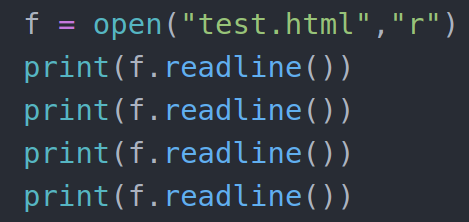 f = open("test.html","r")
print(f.readline())
print(f.readline())
print(f.readline())
print(f.readline())